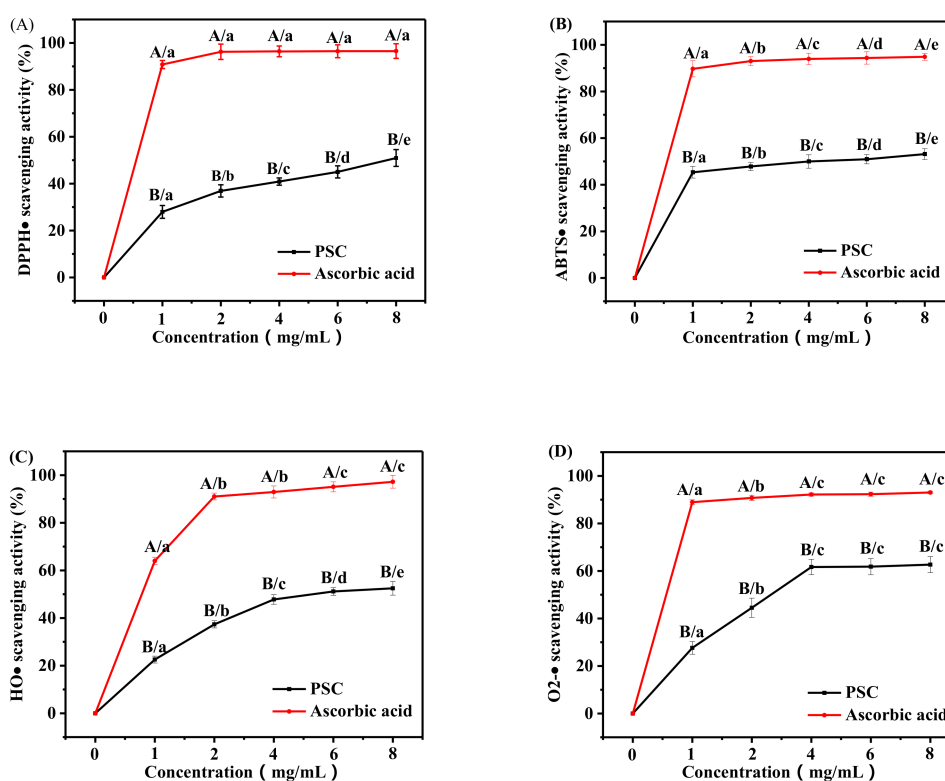 (A)
DPPH● scavenging activity (%)
100
80
60
40
20
0
A/a A/a A/a A/a A/a
B/a B/b B/c B/d B/e
PSC
Ascorbic acid
0 1 2 4 6 8
Concentration ( mg/mL )
(B)
ABTS● scavenging activity (%)
100
80
60
40
20
0
A/a A/b A/c A/d A/e
B/a B/b B/c B/d B/e
PSC
Ascorbic acid
0 1 2 4 6 8
Concentration ( mg/mL )
(C)
HO● scavenging activity (%)
100
80
60
40
20
0
A/a A/b A/b A/c A/c
B/a B/b B/c B/d B/e
PSC
Ascorbic acid
0 1 2 4 6 8
Concentration ( mg/mL )
(D)
O2-● scavenging activity (%)
100
80
60
40
20
0
A/a A/b A/c A/c A/c
B/a B/b B/c B/c B/c
PSC
Ascorbic acid
0 1 2 4 6 8
Concentration ( mg/mL )